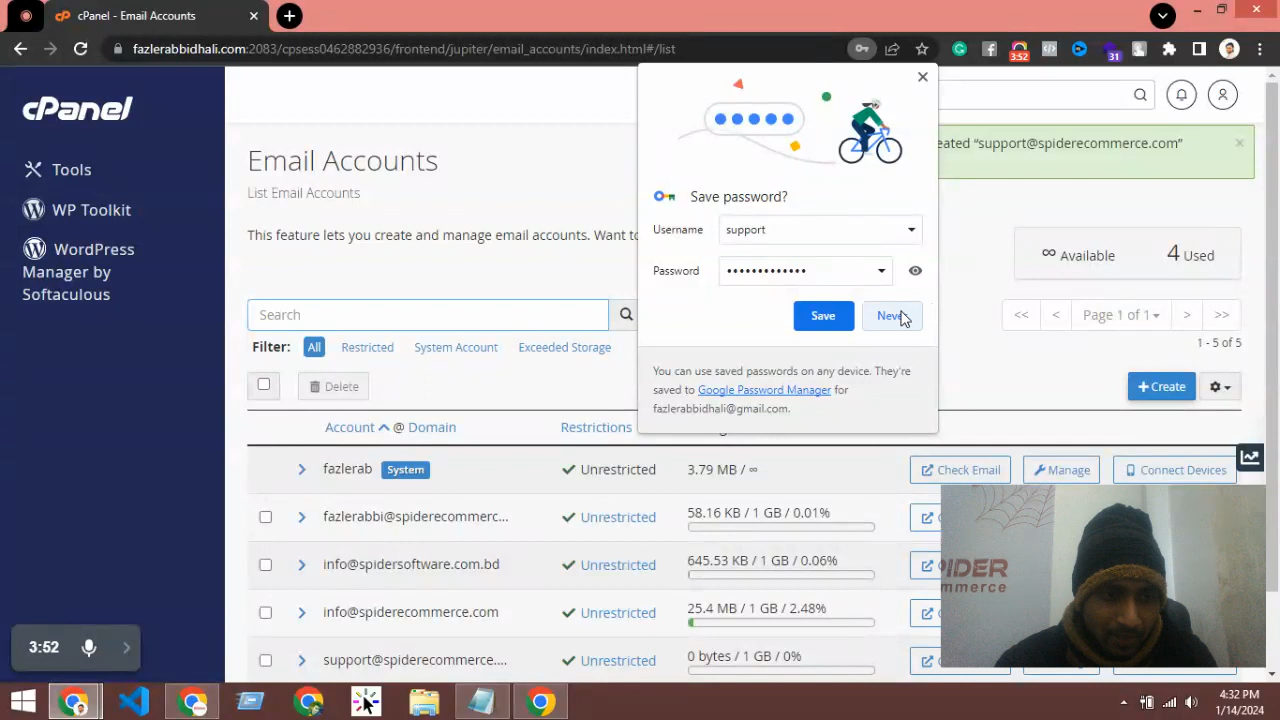 cPanel - Email Accounts
fazlerabbidhali.com:2083/cpsess0462882936/frontend/jupiter/email_accounts/index.html#/list
3:52
31
cPanel
Tools
WP Toolkit
WordPress
Manager by
Softaculous
Email Accounts
List Email Accounts
This feature lets you create and manage email accounts. Want to
eated “support@spiderecommerce.com”
∞ Available
4 Used
Search
<< < Page 1 of 1 > >>
1 - 5 of 5
Filter: All Restricted System Account Exceeded Storage
Delete
+ Create
Account @ Domain
Restrictions
fazlerab System Unrestricted 3.79 MB / ∞ Check Email Manage Connect Devices
fazlerabbi@spiderecommerc... Unrestricted 58.16 KB / 1 GB / 0.01%
info@spidersoftware.com.bd Unrestricted 645.53 KB / 1 GB / 0.06%
info@spiderecommerce.com Unrestricted 25.4 MB / 1 GB / 2.48%
support@spiderecommerce.... Unrestricted 0 bytes / 1 GB / 0%
Save password?
Username support
Password •••••••••••••
Save
Neve
You can use saved passwords on any device. They're
saved to Google Password Manager for
fazlerabbidhali@gmail.com.
PIDER
mmerce
3:52
4:32 PM
1/14/2024